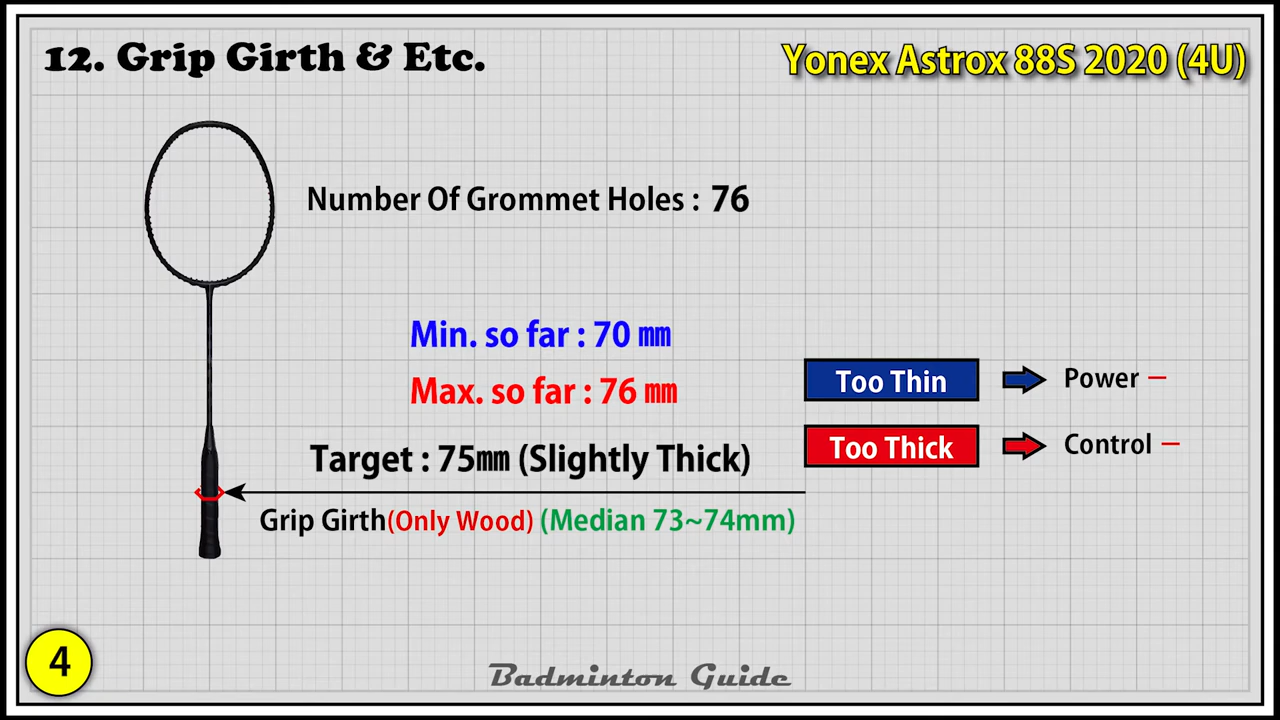 12. Grip Girth & Etc.
Yonex Astrox 88S 2020 (4U)
Number Of Grommet Holes : 76
Min. so far : 70 ㎜
Max. so far : 76 ㎜
Target : 75㎜ (Slightly Thick)
Grip Girth(Only Wood) (Median 73~74mm)
Too Thin Power −
Too Thick Control −
4
Badminton Guide